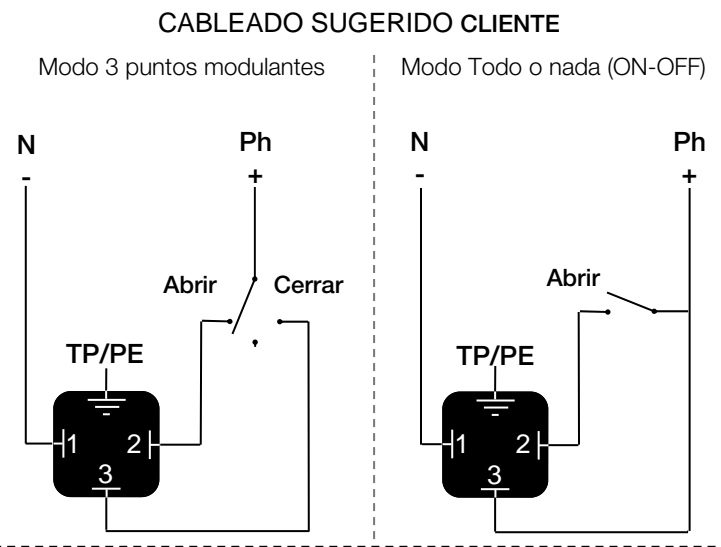 CABLEADO SUGERIDO CLIENTE
Modo 3 puntos modulantes
N
Ph
-
+
Abrir
Cerrar
TP/PE
1
2
3
Modo Todo o nada (ON-OFF)
N
Ph
-
+
Abrir
TP/PE
1
2
3